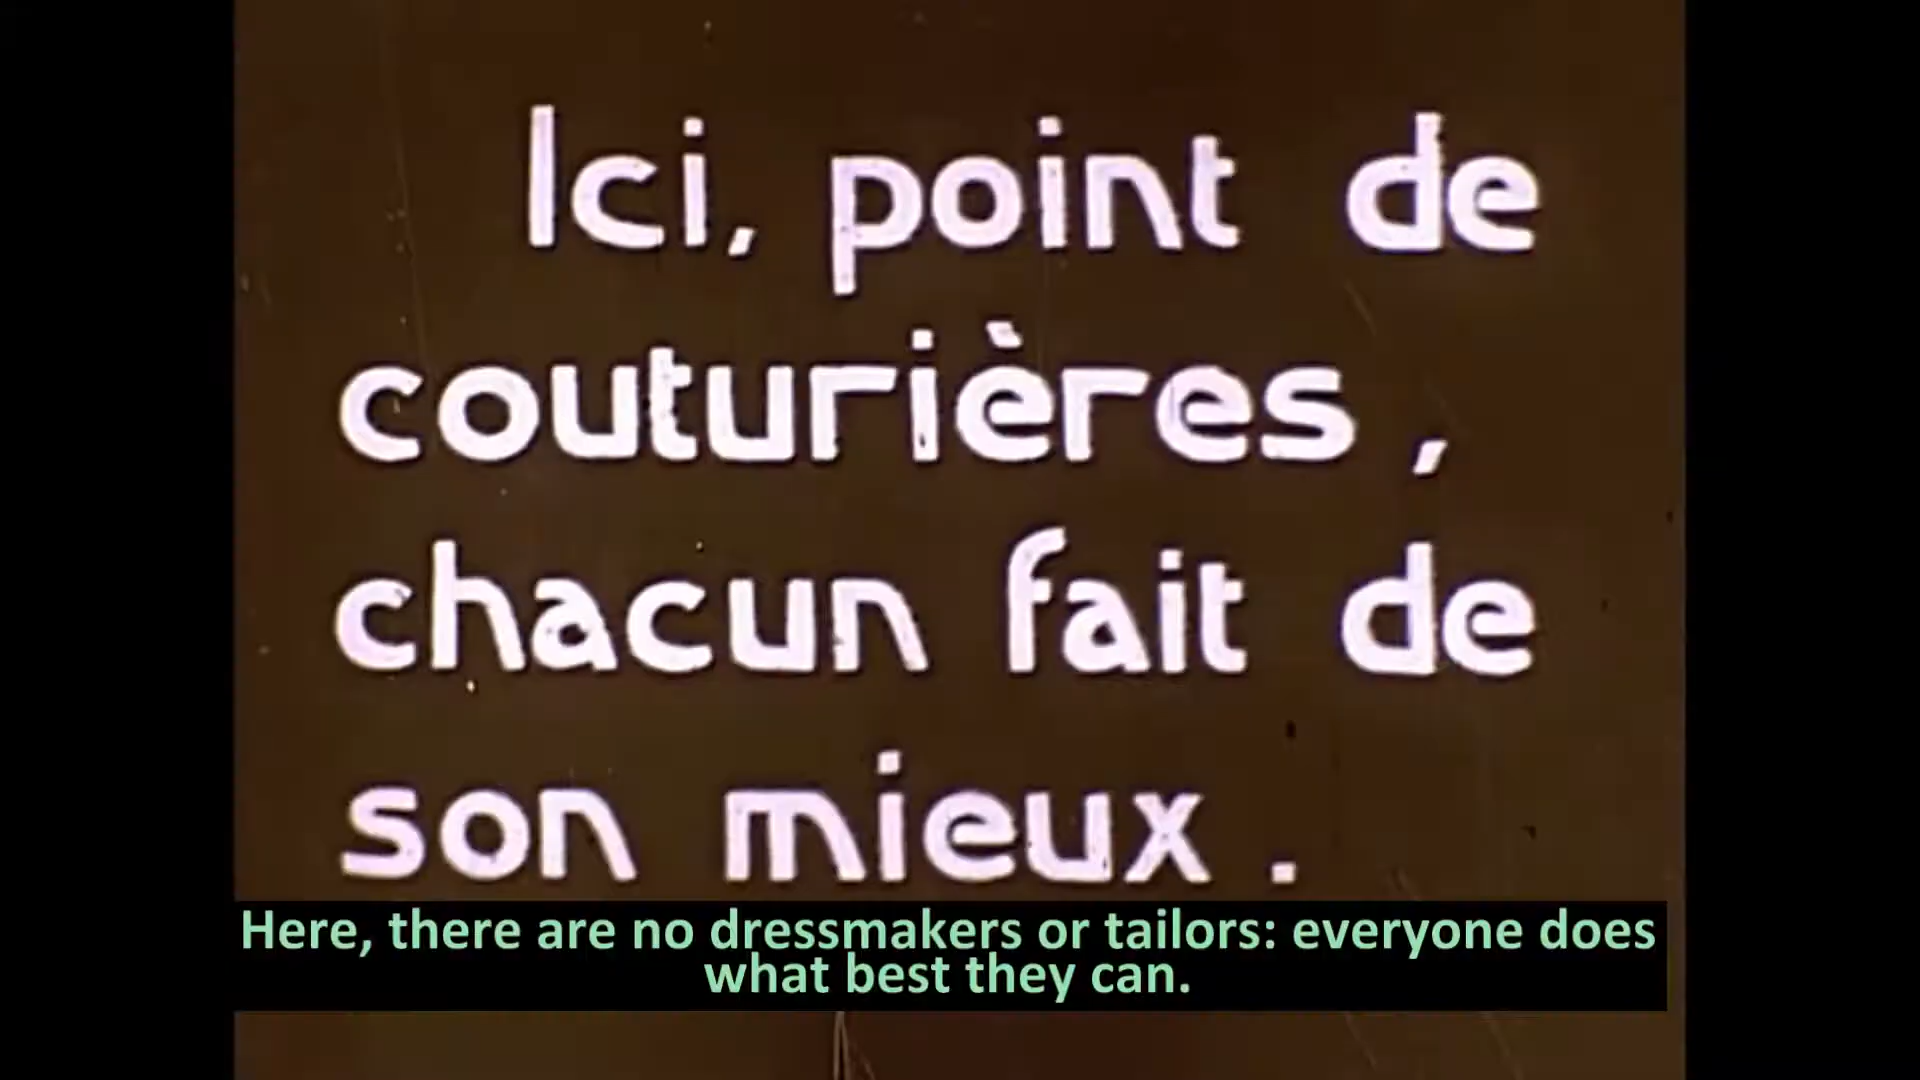 Ici, point de
couturières,
chacun fait de
son mieux.
Here, there are no dressmakers or tailors: everyone does
what best they can.